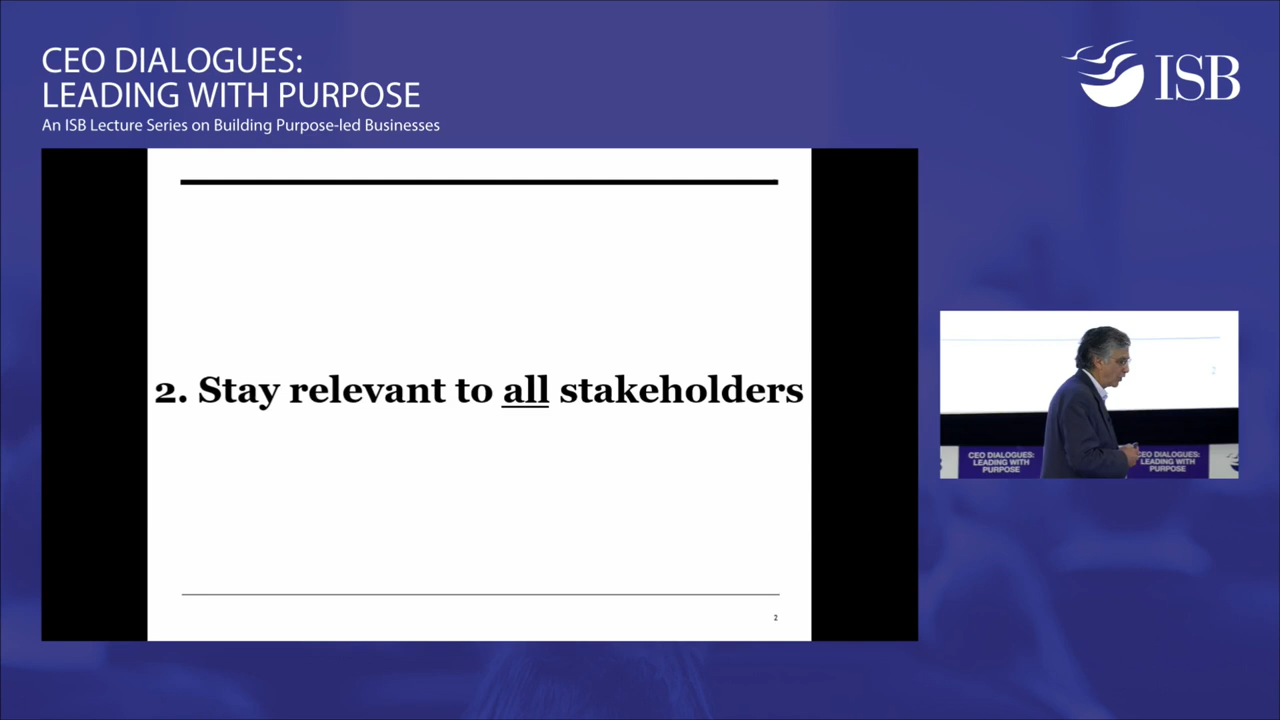 CEO DIALOGUES:
LEADING WITH PURPOSE
An ISB Lecture Series on Building Purpose-led Businesses
ISB
2. Stay relevant to all stakeholders
2
2
CEO DIALOGUES:
LEADING WITH
PURPOSE
CEO DIALOGUES:
LEADING WITH
PURPOSE